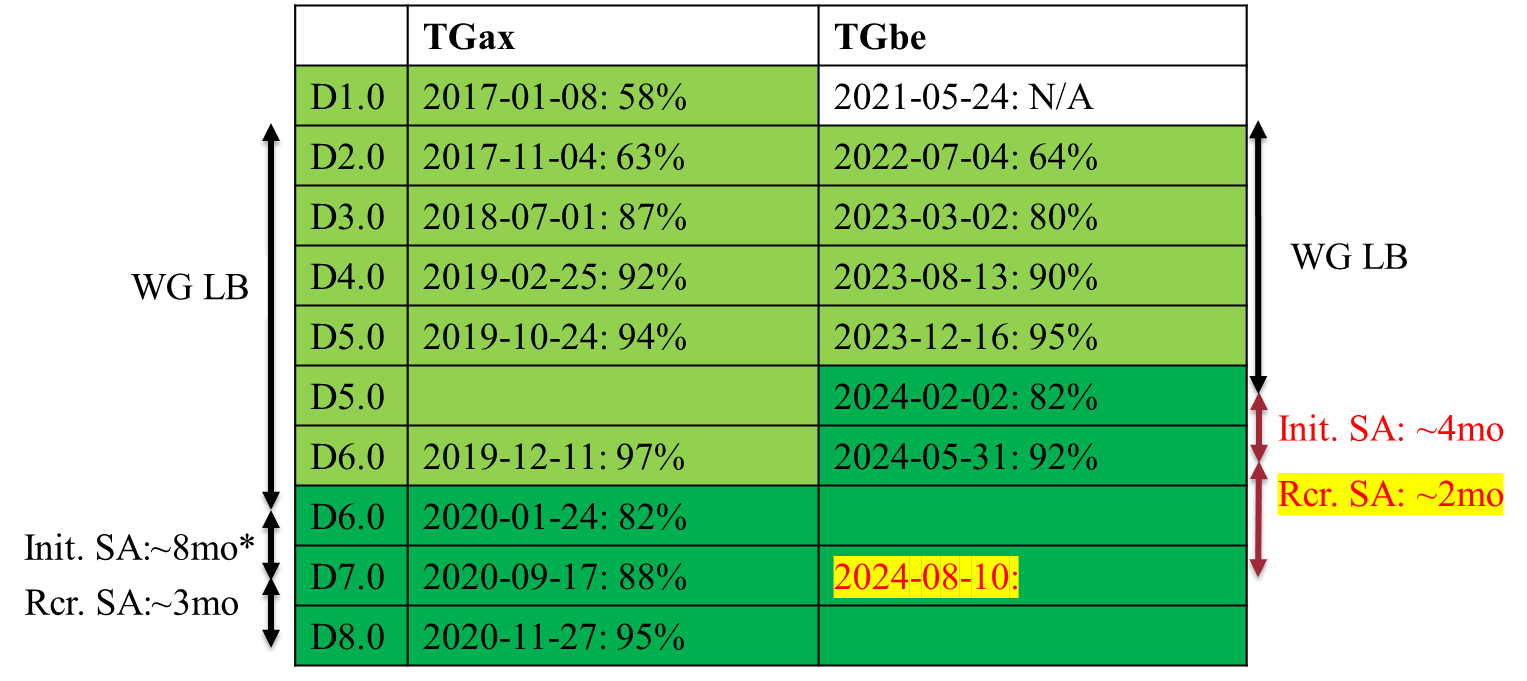 TGax TGbe
D1.0 2017-01-08: 58% 2021-05-24: N/A
D2.0 2017-11-04: 63% 2022-07-04: 64%
D3.0 2018-07-01: 87% 2023-03-02: 80%
D4.0 2019-02-25: 92% 2023-08-13: 90%
D5.0 2019-10-24: 94% 2023-12-16: 95%
D5.0 2024-02-02: 82%
D6.0 2019-12-11: 97% 2024-05-31: 92%
D6.0 2020-01-24: 82%
D7.0 2020-09-17: 88% 2024-08-10:
D8.0 2020-11-27: 95%
WG LB
Init. SA:~8mo*
Rcr. SA:~3mo
WG LB
Init. SA: ~4mo
Rcr. SA: ~2mo